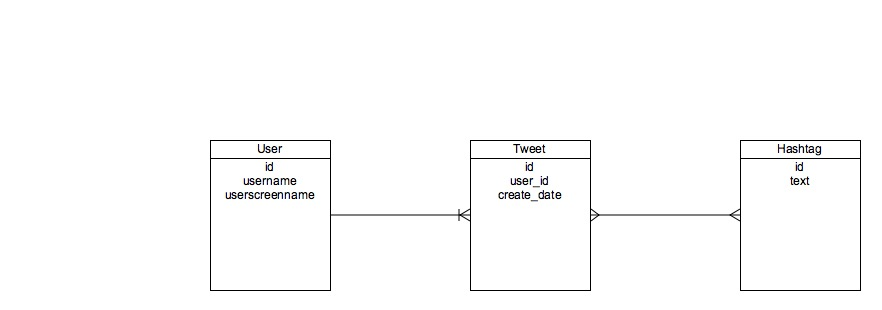 User
id
username
userscreenname
Tweet
id
user_id
create_date
Hashtag
id
text